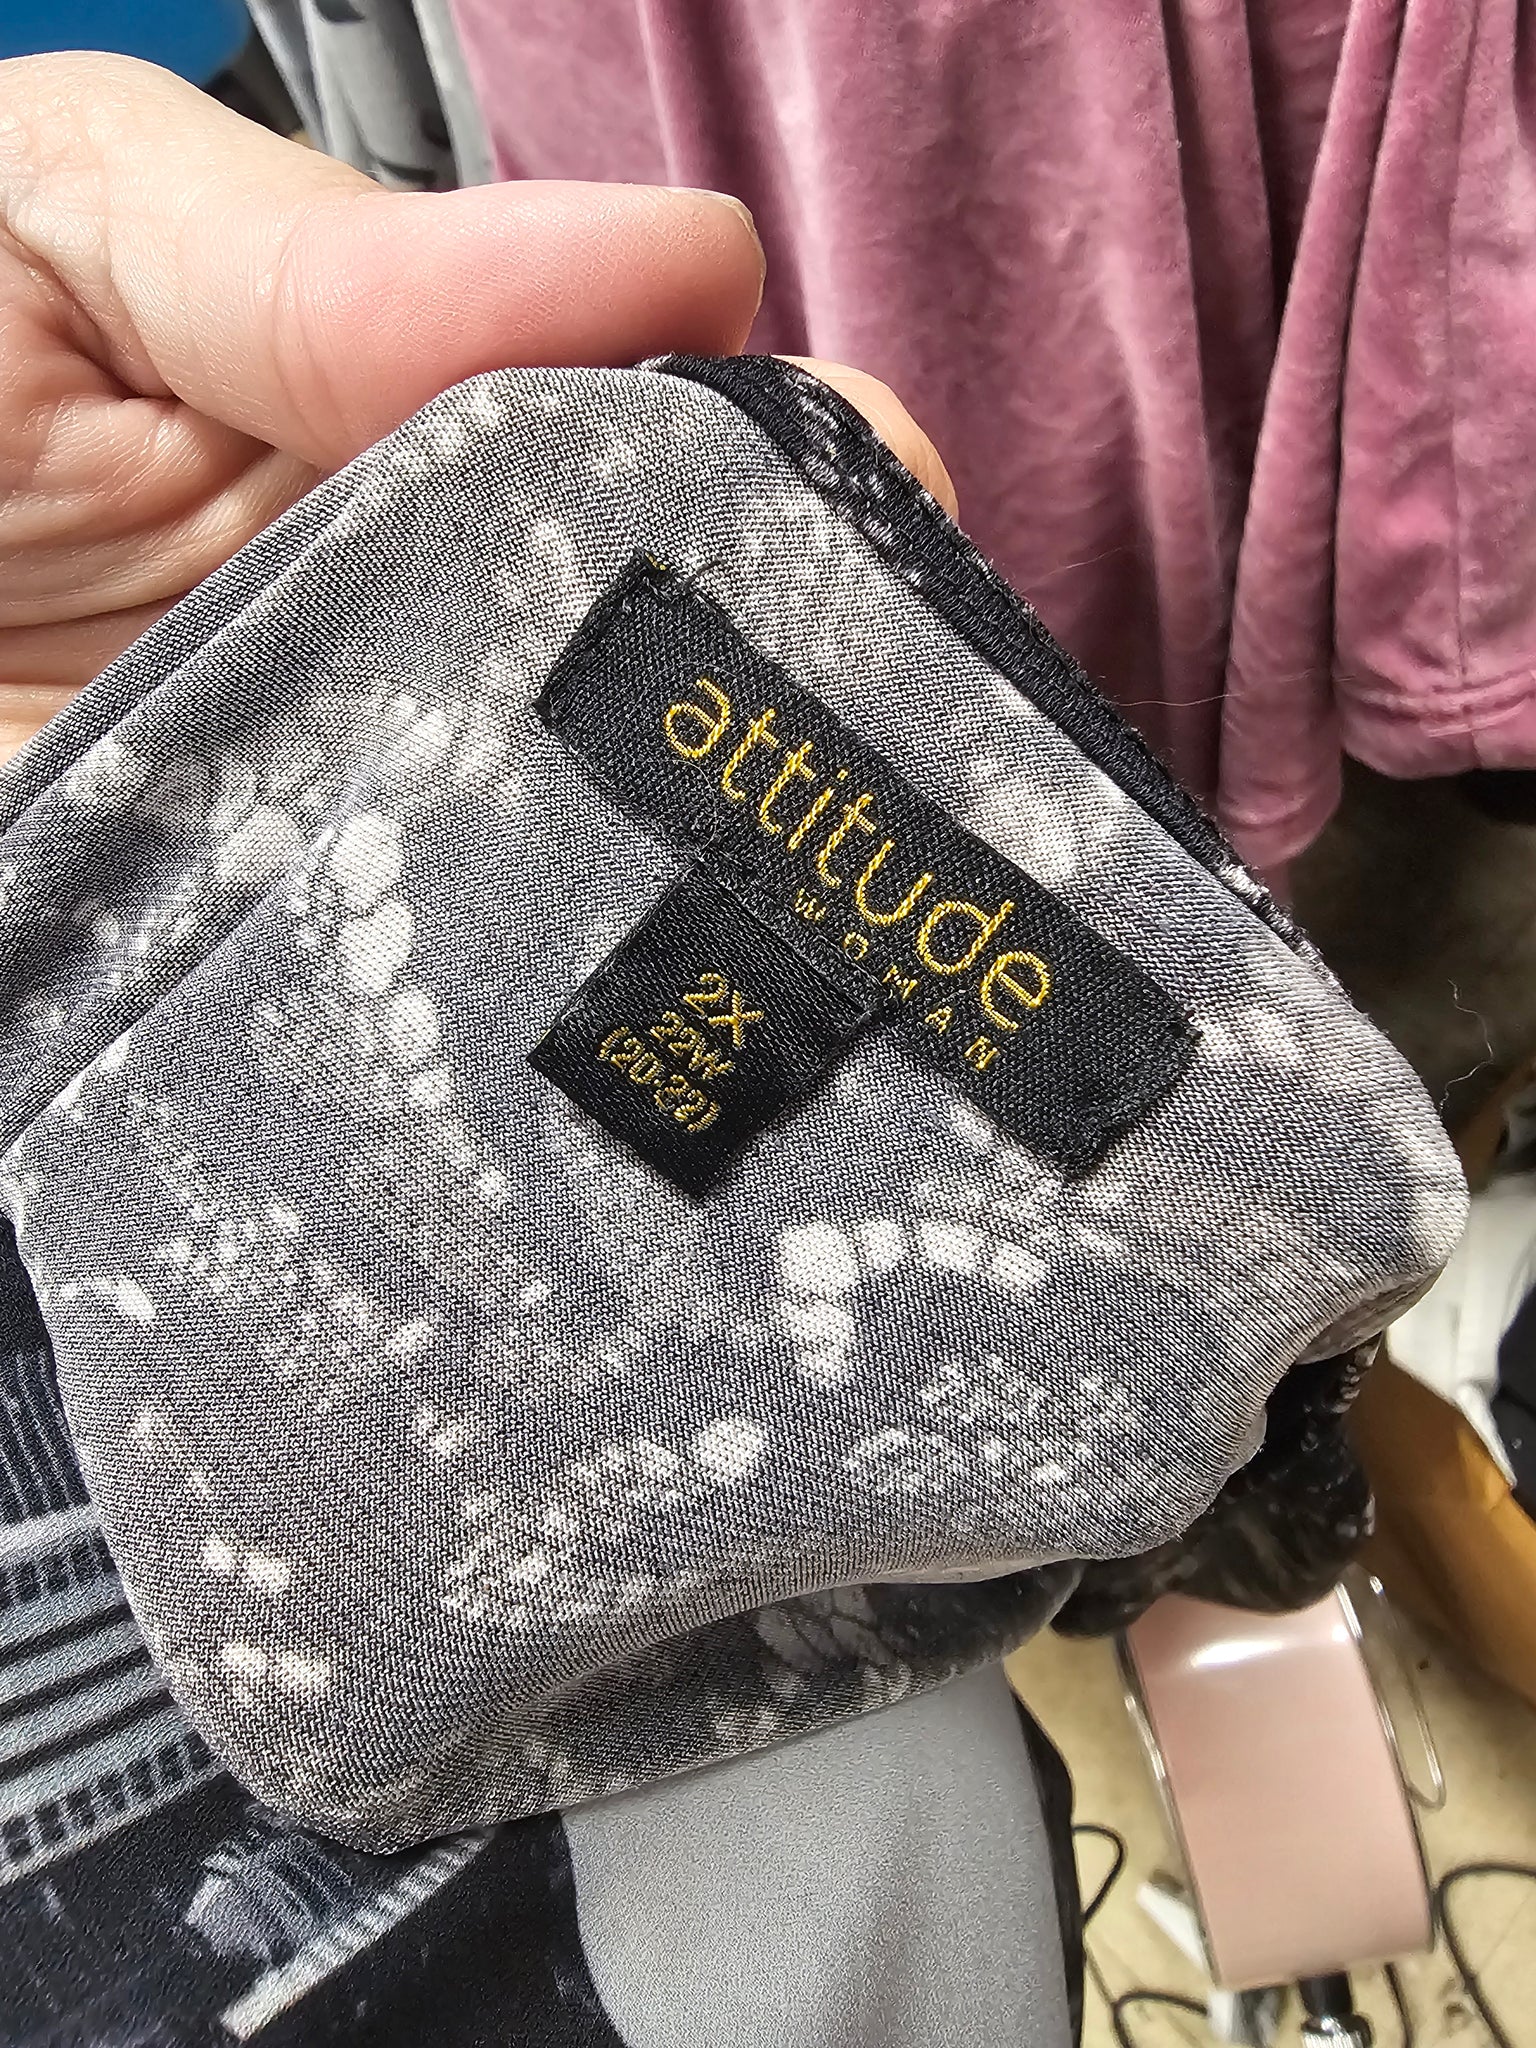 attitude
WOMAN
2X
22W
(20-22)